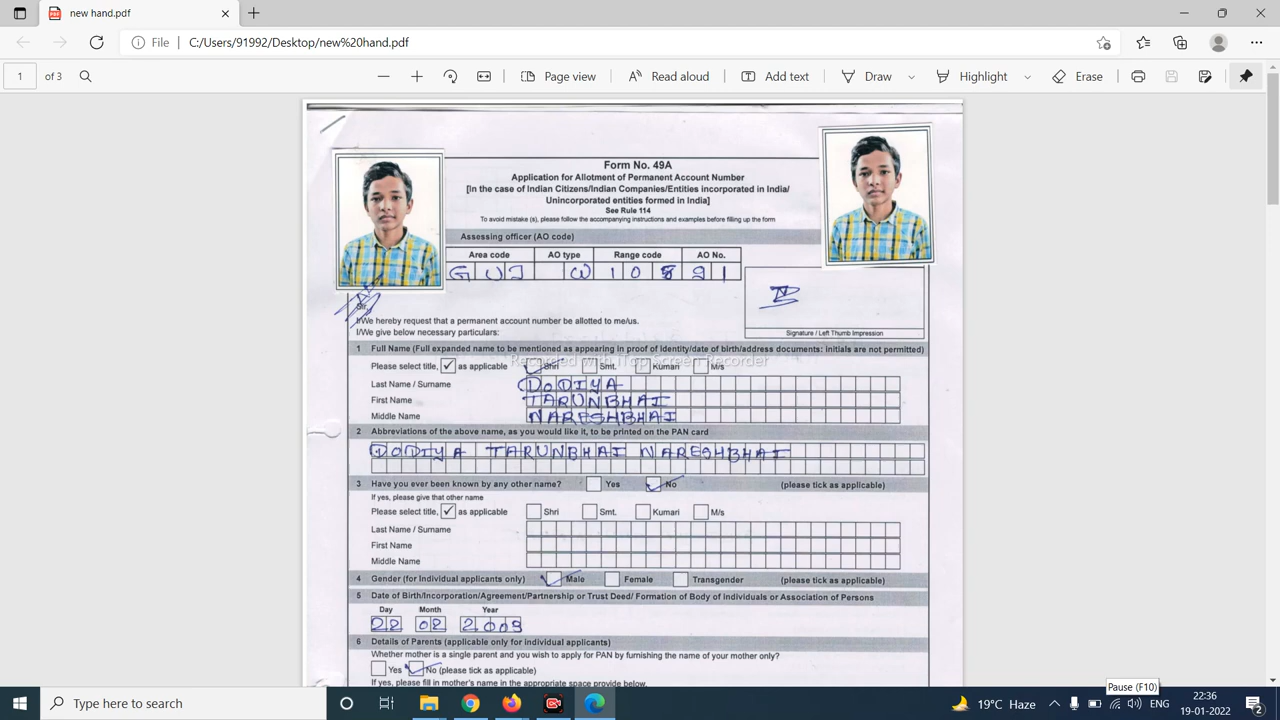 new hand.pdf
File C:/Users/91992/Desktop/new%20hand.pdf
1 of 3 Page view Read aloud Add text Draw Highlight Erase
Form No. 49A
Application for Allotment of Permanent Account Number
[In the case of Indian Citizens/Indian Companies/Entities incorporated in India/
Unincorporated entities formed in India]
See Rule 114
To avoid mistake (s), please follow the accompanying instructions and examples before filling up the form
Assessing officer (AO code)
Area code AO type Range code AO No.
GUJ W 108 91
Sir,
I/We hereby request that a permanent account number be allotted to me/us.
I/We give below necessary particulars:
Signature / Left Thumb Impression
1 Full Name (Full expanded name to be mentioned as appearing in proof of identity/date of birth/address documents: initials are not permitted)
Recorded with iTop Screen Recorder
Please select title, ✓ as applicable Shri Smt. Kumari M/s
Last Name / Surname DODIYA
First Name TARUNBHAI
Middle Name NARESHBHAI
2 Abbreviations of the above name, as you would like it, to be printed on the PAN card
DODIYA TARUNBHAI NARESHBHAI
3 Have you ever been known by any other name? Yes No (please tick as applicable)
If yes, please give that other name
Please select title, ✓ as applicable Shri Smt. Kumari M/s
Last Name / Surname
First Name
Middle Name
4 Gender (for Individual applicants only) Male Female Transgender (please tick as applicable)
5 Date of Birth/Incorporation/Agreement/Partnership or Trust Deed/ Formation of Body of Individuals or Association of Persons
Day Month Year
22 02
6 Details of Parents (applicable only for individual applicants)
Whether mother is a single parent and you wish to apply for PAN by furnishing the name of your mother only?
Yes No (please tick as applicable)
If yes, please fill in mother's name in the appropriate space provide below.
Pause (F10)
Type here to search 19°C Haze ENG 22:36
19-01-2022 2